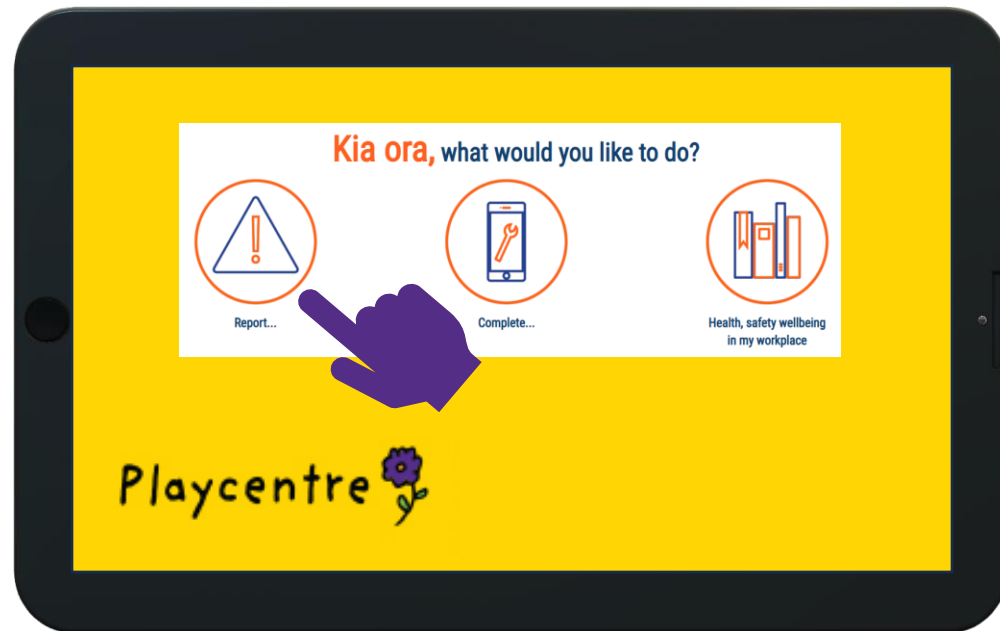 Kia ora, what would you like to do?
Report...
Complete...
Health, safety wellbeing
in my workplace
Playcentre